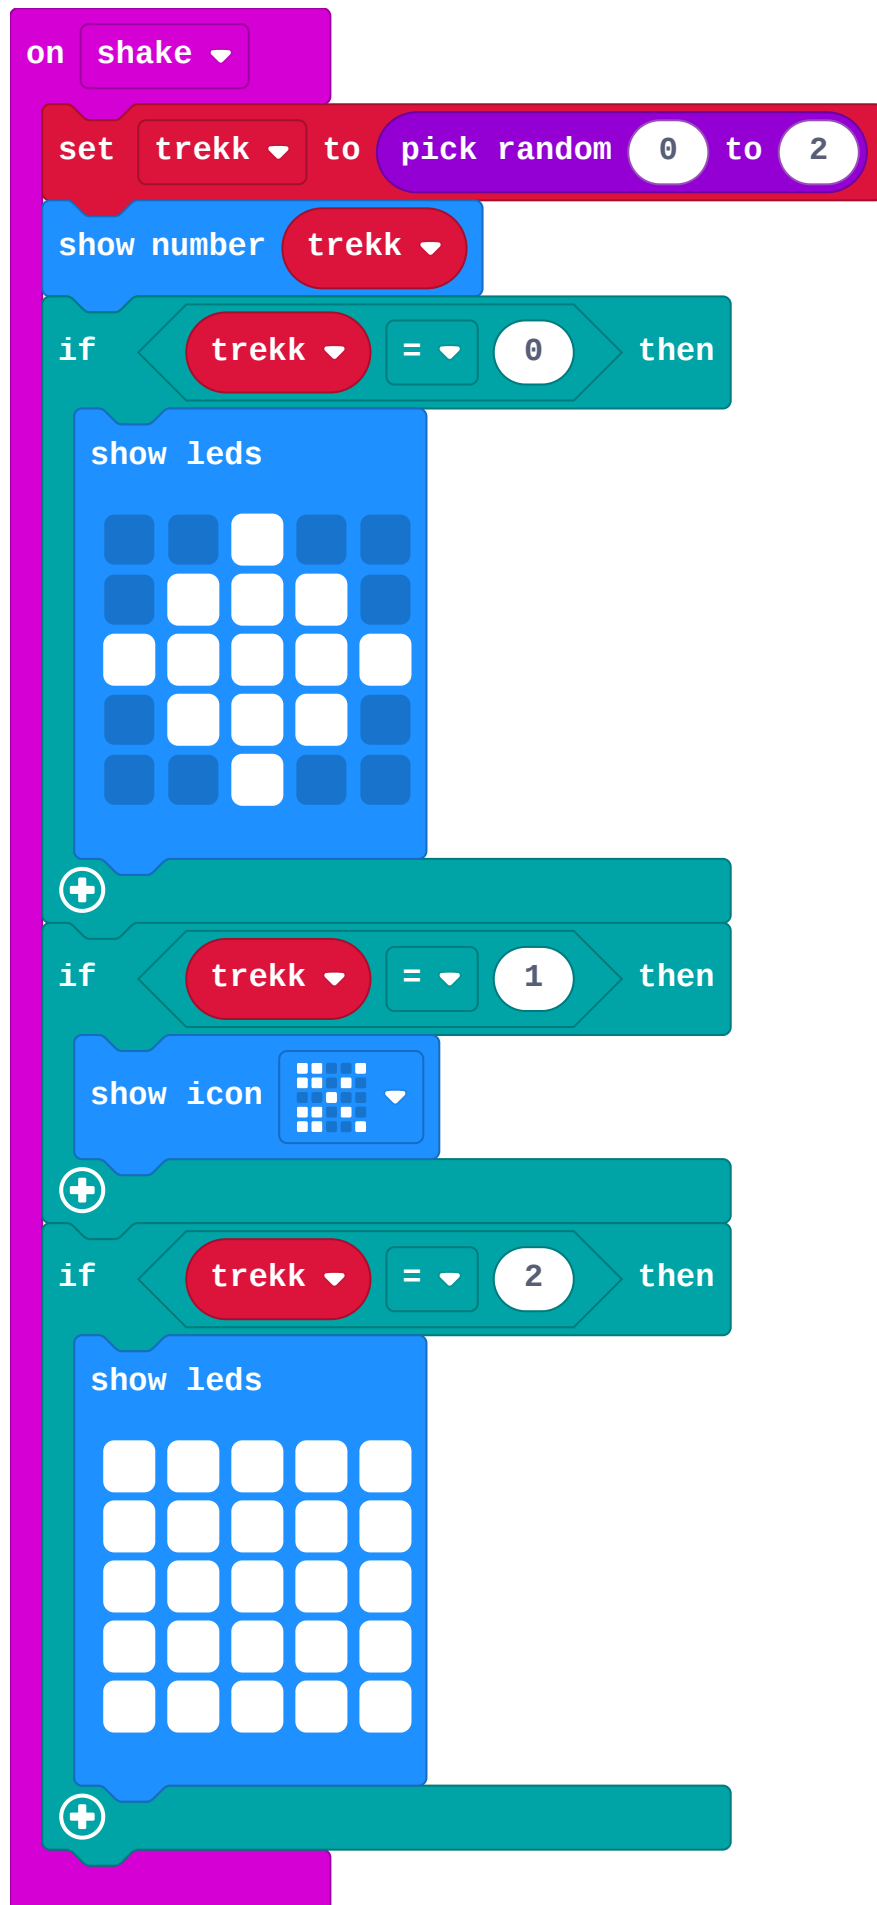 on shake
set trekk to pick random 0 to 2
show number trekk
if trekk = 0 then
show leds
if trekk = 1 then
show icon
if trekk = 2 then
show leds